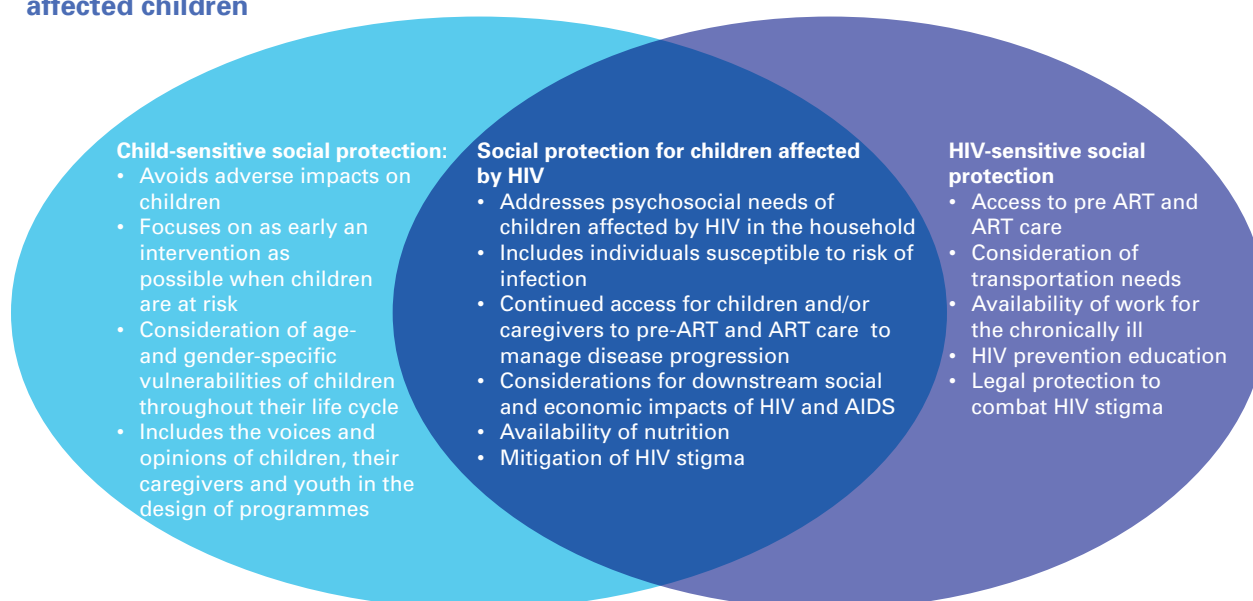 affected children
Child-sensitive social protection:
• Avoids adverse impacts on
children
• Focuses on as early an
intervention as
possible when children
are at risk
• Consideration of age-
and gender-specific
vulnerabilities of children
throughout their life cycle
• Includes the voices and
opinions of children, their
caregivers and youth in the
design of programmes
Social protection for children affected
by HIV
• Addresses psychosocial needs of
children affected by HIV in the household
• Includes individuals susceptible to risk of
infection
• Continued access for children and/or
caregivers to pre-ART and ART care to
manage disease progression
• Considerations for downstream social
and economic impacts of HIV and AIDS
• Availability of nutrition
• Mitigation of HIV stigma
HIV-sensitive social
protection
• Access to pre ART and
ART care
• Consideration of
transportation needs
• Availability of work for
the chronically ill
• HIV prevention education
• Legal protection to
combat HIV stigma